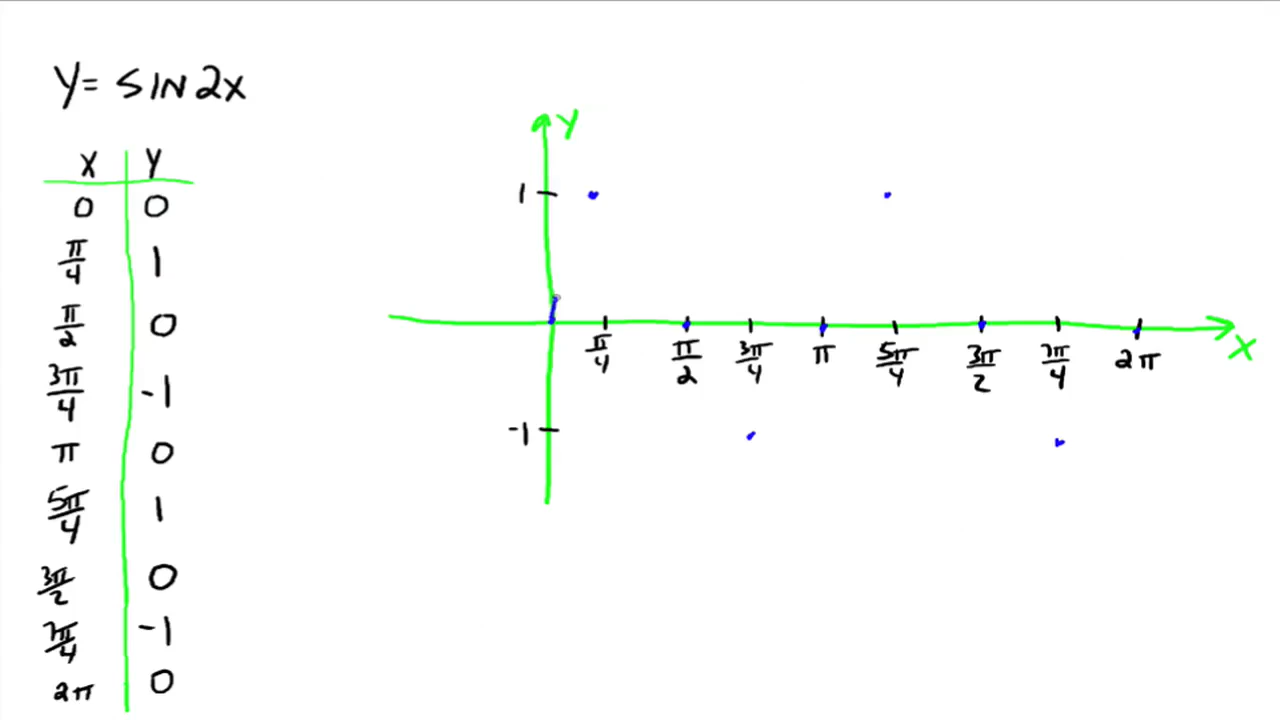 Y= SIN 2x
X Y
0 0
π/4 1
π/2 0
3π/4 -1
π 0
5π/4 1
3π/2 0
7π/4 -1
2π 0
Y
1
-1
π/4 π/2 3π/4 π 5π/4 3π/2 7π/4 2π
X